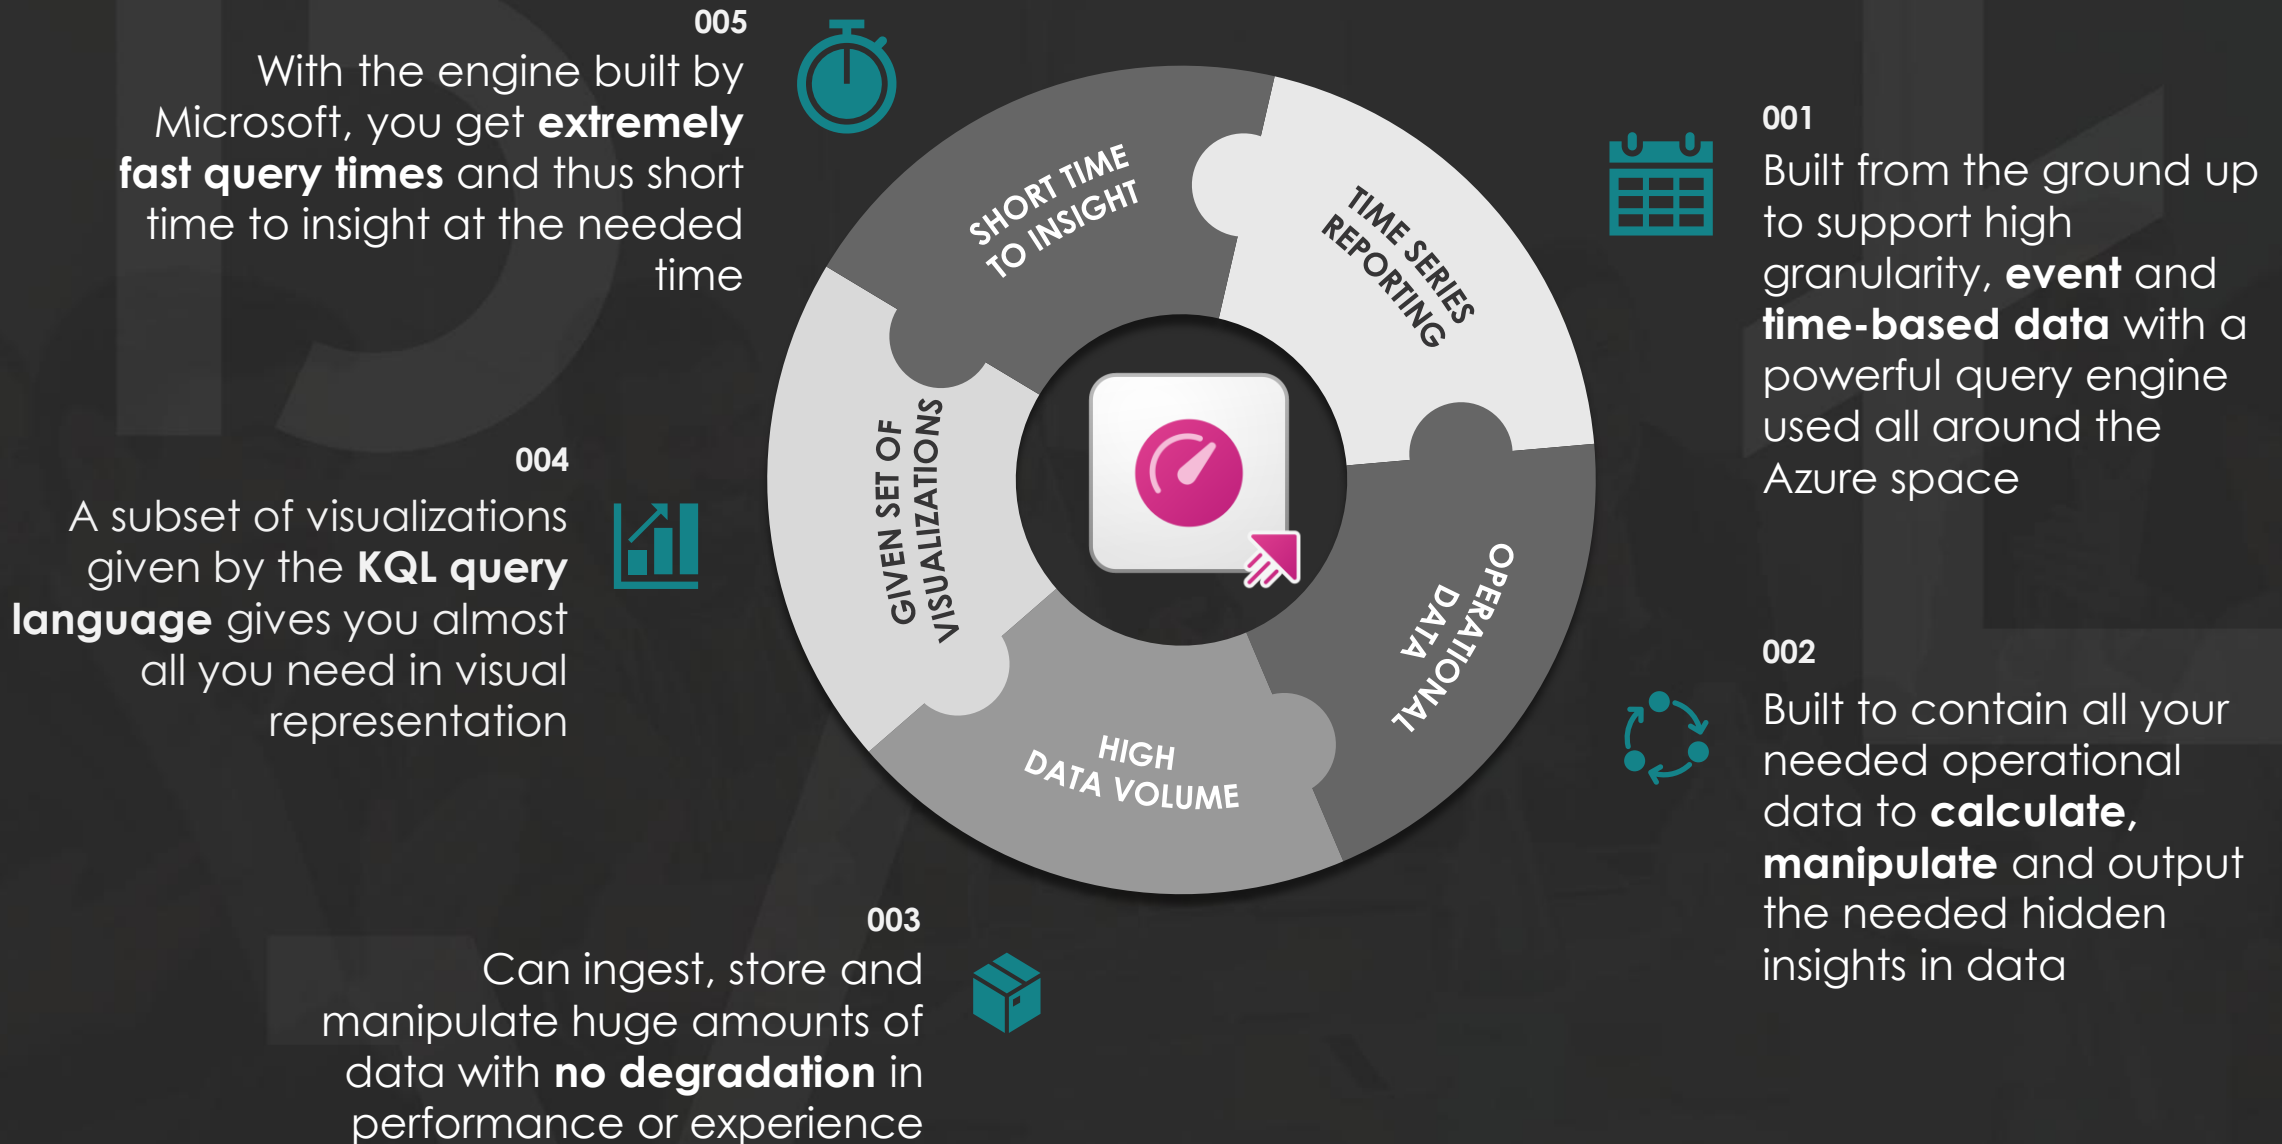 005
With the engine built by
Microsoft, you get extremely
fast query times and thus short
time to insight at the needed
time
001
Built from the ground up
to support high
granularity, event and
time-based data with a
powerful query engine
used all around the
Azure space
SHORT TIME
TO INSIGHT
TIME SERIES
REPORTING
GIVEN SET OF
VISUALIZATIONS
OPERATIONAL
DATA
HIGH
DATA VOLUME
004
A subset of visualizations
given by the KQL query
language gives you almost
all you need in visual
representation
002
Built to contain all your
needed operational
data to calculate,
manipulate and output
the needed hidden
insights in data
003
Can ingest, store and
manipulate huge amounts of
data with no degradation in
performance or experience